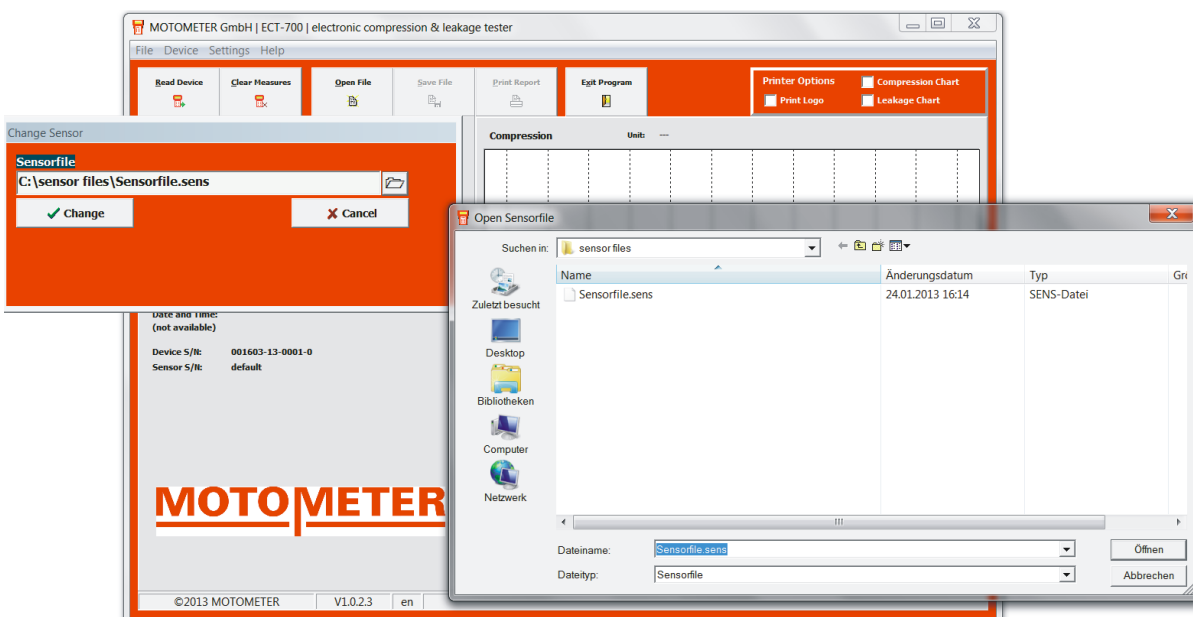 MOTOMETER GmbH | ECT-700 | electronic compression & leakage tester
File Device Settings Help
Read Device Clear Measures Open File Save File Print Report Exit Program
Printer Options Compression Chart
Print Logo Leakage Chart
Change Sensor
Sensorfile
C:\sensor files\Sensorfile.sens
Change Cancel
Compression Unit: ---
Date and Time:
(not available)
Device S/N: 001603-13-0001-0
Sensor S/N: default
MOTOMETER
©2013 MOTOMETER V1.0.2.3 en
Open Sensorfile
Suchen in: sensor files
Name Änderungsdatum Typ
Sensorfile.sens 24.01.2013 16:14 SENS-Datei
Zuletzt besucht
Desktop
Bibliotheken
Computer
Netzwerk
Dateiname: Sensorfile.sens Öffnen
Dateityp: Sensorfile Abbrechen